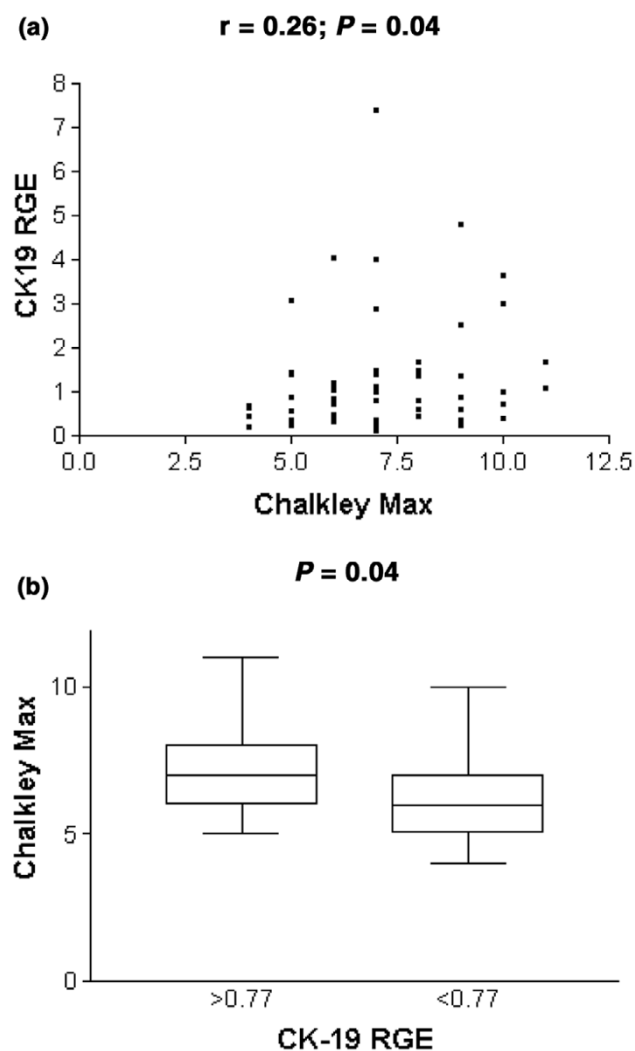 (a) r = 0.26; P = 0.04
8
7
6
5
4
3
2
1
0
CK19 RGE
0.0 2.5 5.0 7.5 10.0 12.5
Chalkley Max
(b) P = 0.04
10
5
0
Chalkley Max
>0.77 <0.77
CK-19 RGE